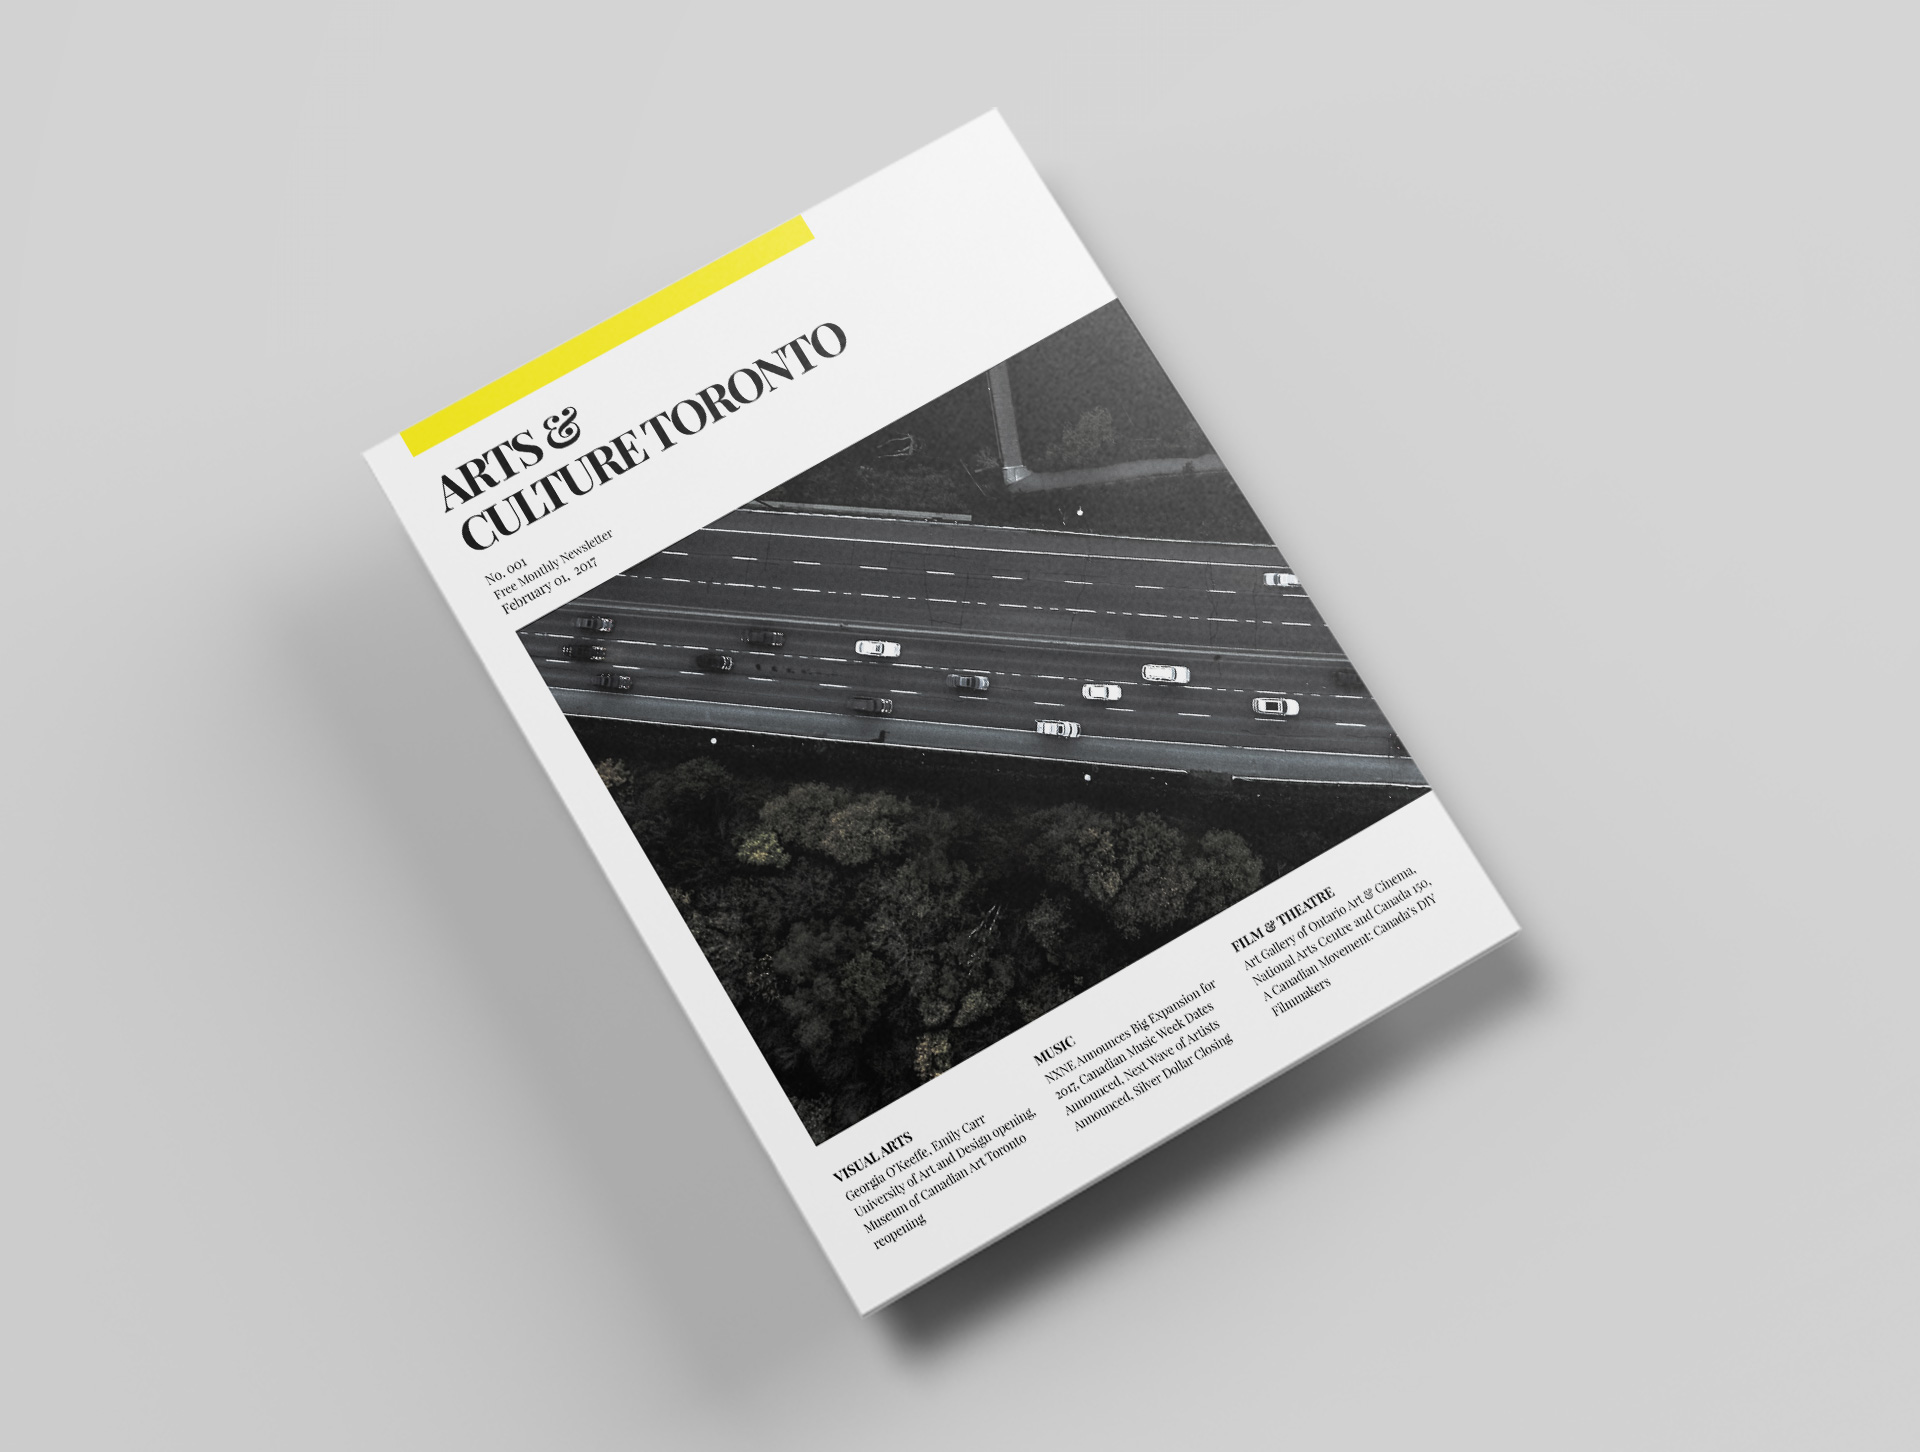 ARTS &
CULTURE TORONTO
No. 001
Free Monthly Newsletter
February 01, 2017
VISUAL ARTS
Georgia O'Keeffe, Emily Carr
University of Art and Design opening,
Museum of Canadian Art Toronto
reopening
MUSIC
NXNE Announces Big Expansion for
2017, Canadian Music Week Dates
Announced, Next Wave of Artists
Announced, Silver Dollar Closing
FILM & THEATRE
Art Gallery of Ontario Art & Cinema,
National Arts Centre and Canada 150,
A Canadian Movement: Canada's DIY
Filmmakers